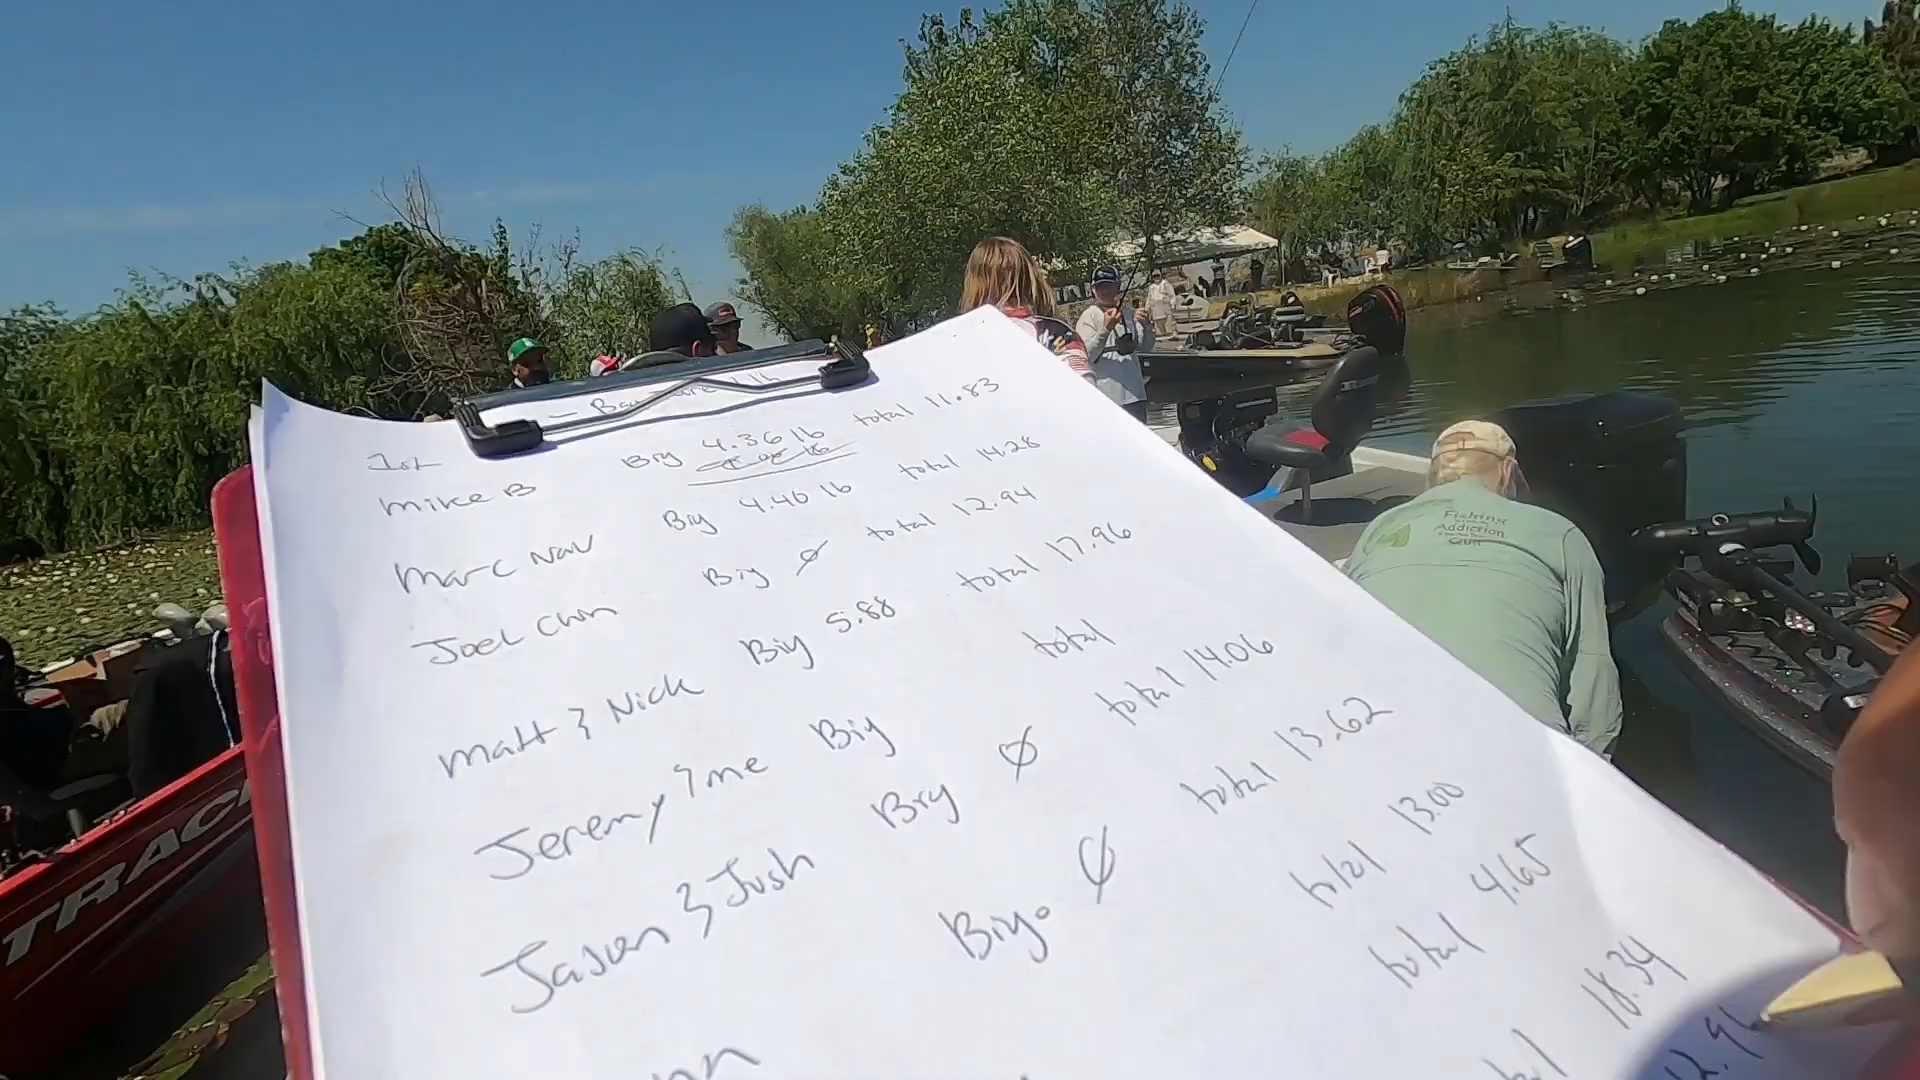 1st
Mike B Big 4.36 lb total 11.83
Marc Nav Big 4.40 lb total 14.28
Joel Big Ø total 12.94
Matt & Nick Big 5.88 total 17.96
Jeremy & me Big total
Jason & Josh Big Ø total 14.06
Big. Ø total 13.62
total 13.00
total 4.65
18.34
Fishing
Addiction
Quit
TRAC